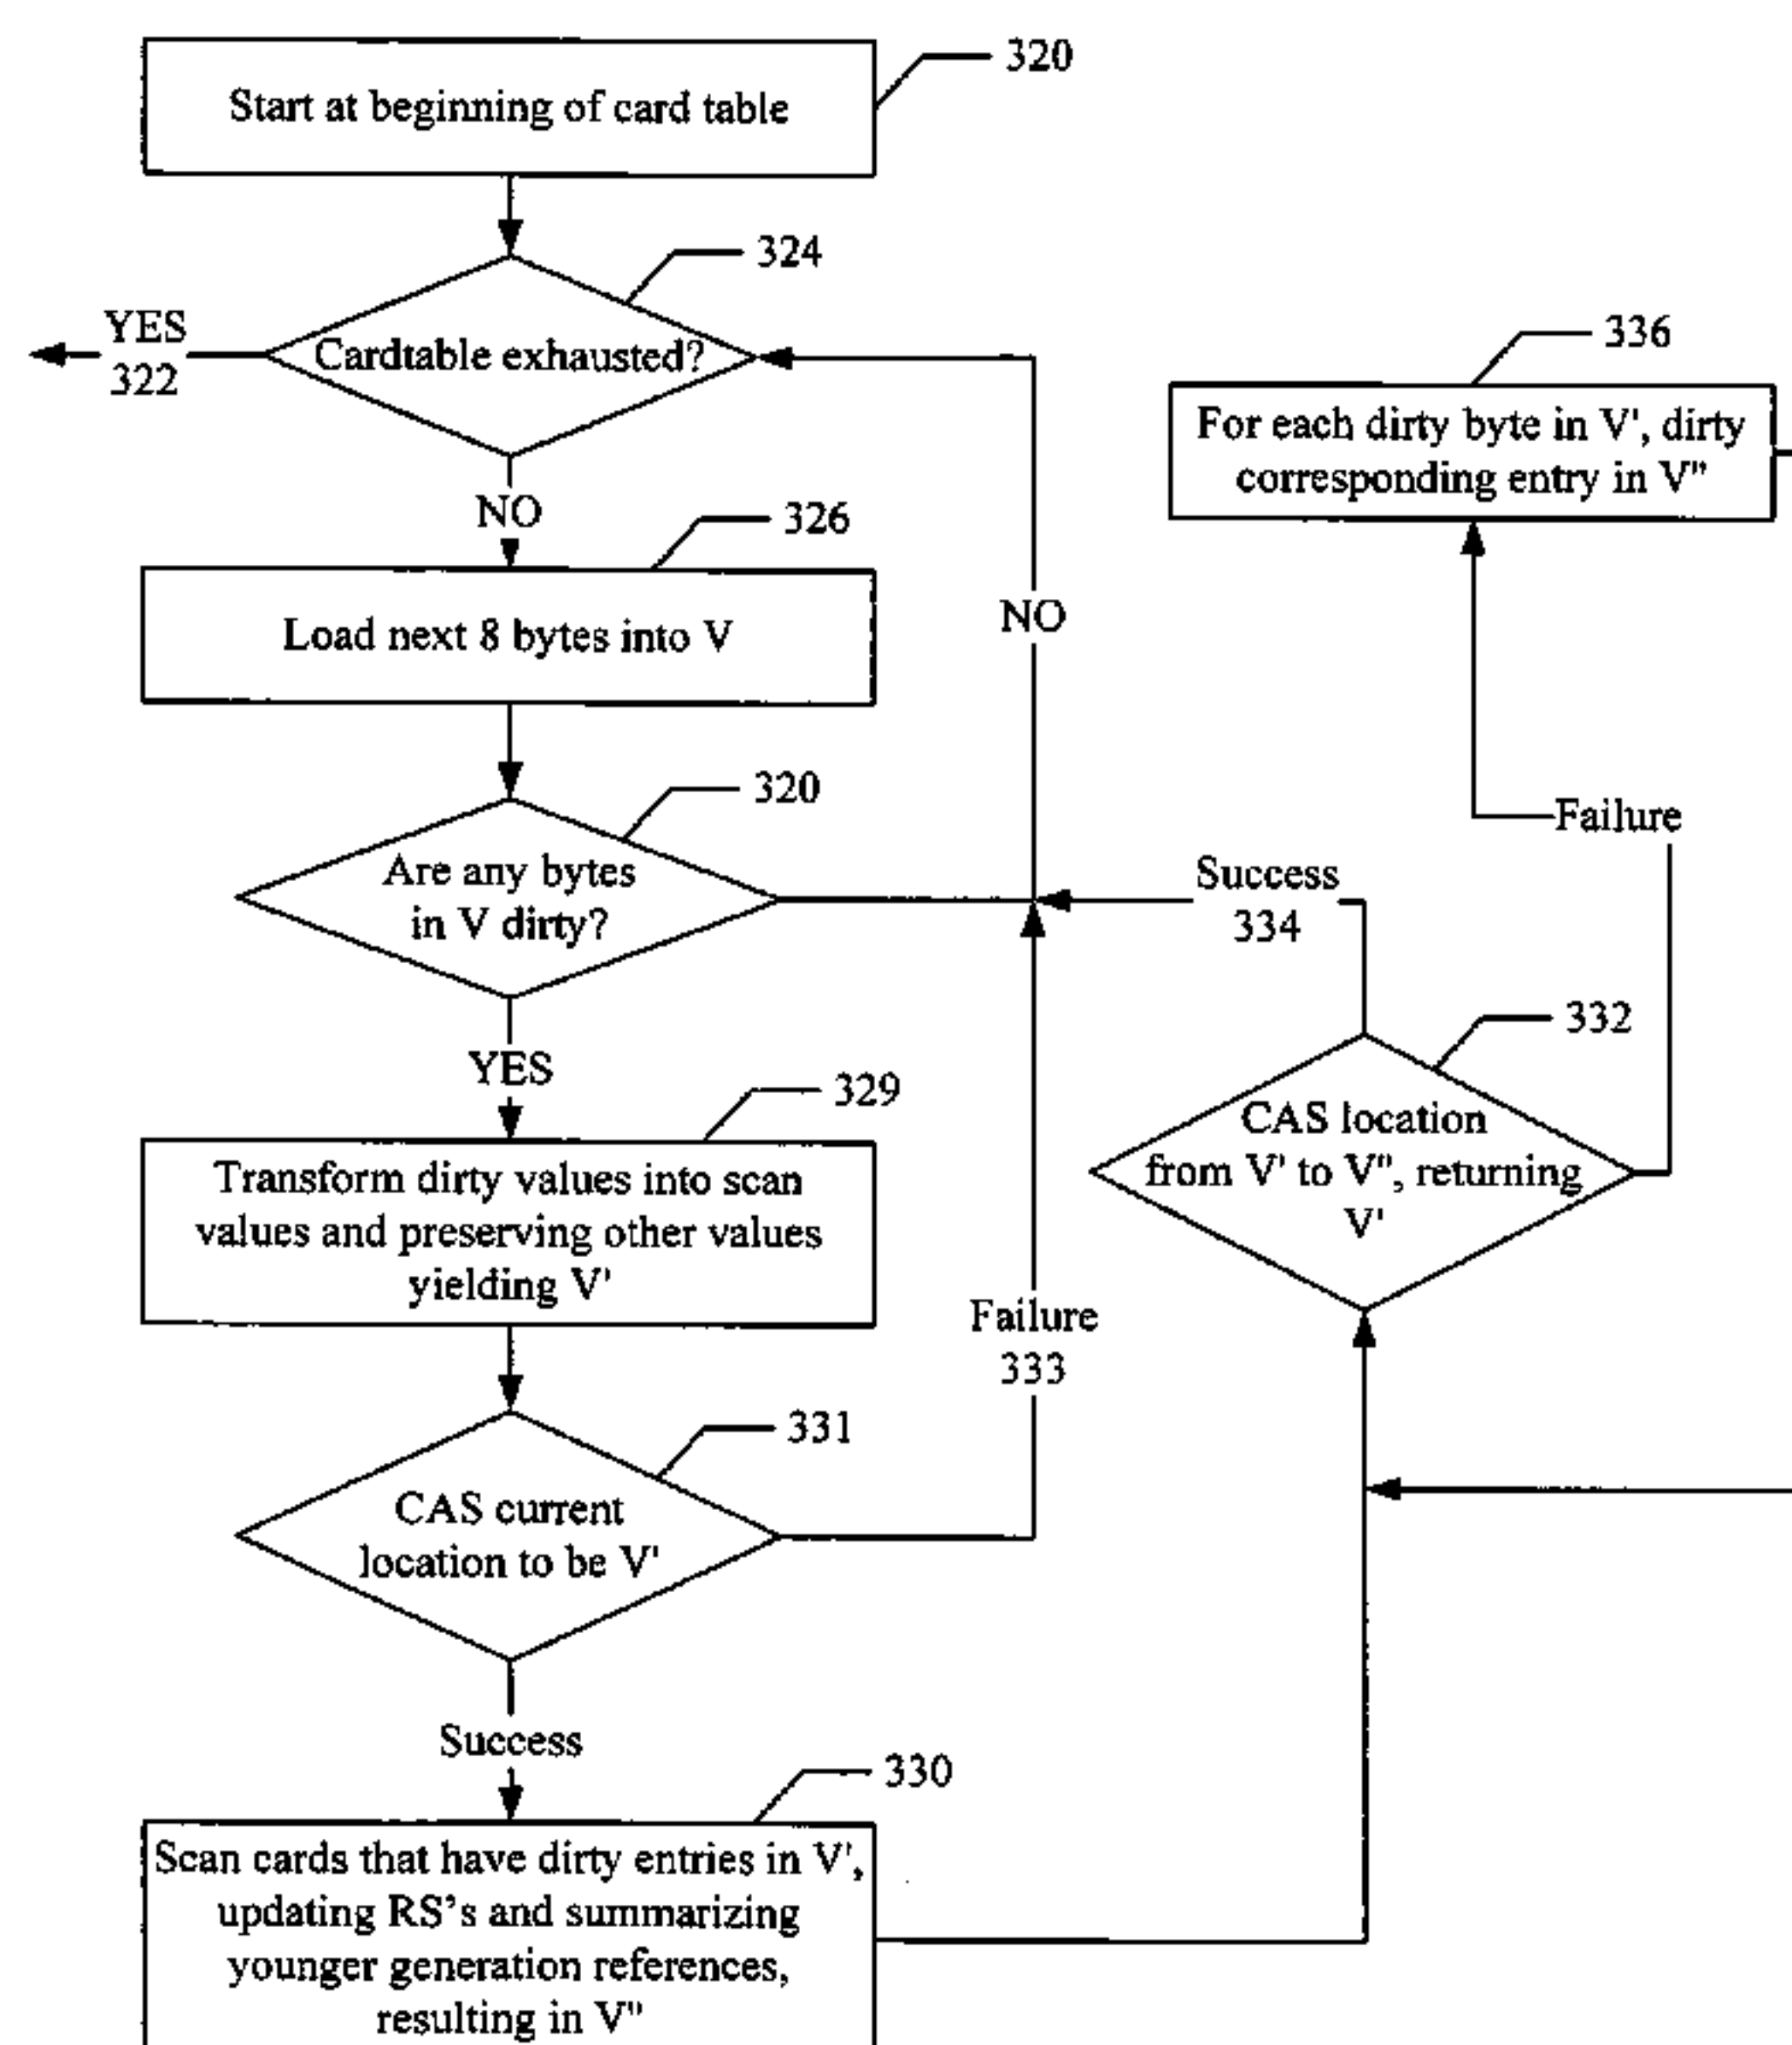 Start at beginning of card table
320
324
Cardtable exhausted?
YES
322
NO
326
Load next 8 bytes into V
320
Are any bytes
in V dirty?
NO
YES
329
Transform dirty values into scan
values and preserving other values
yielding V'
331
CAS current
location to be V'
Failure
333
Success
330
Scan cards that have dirty entries in V',
updating RS's and summarizing
younger generation references,
resulting in V"
332
CAS location
from V' to V", returning
V'
Success
334
Failure
336
For each dirty byte in V', dirty
corresponding entry in V"